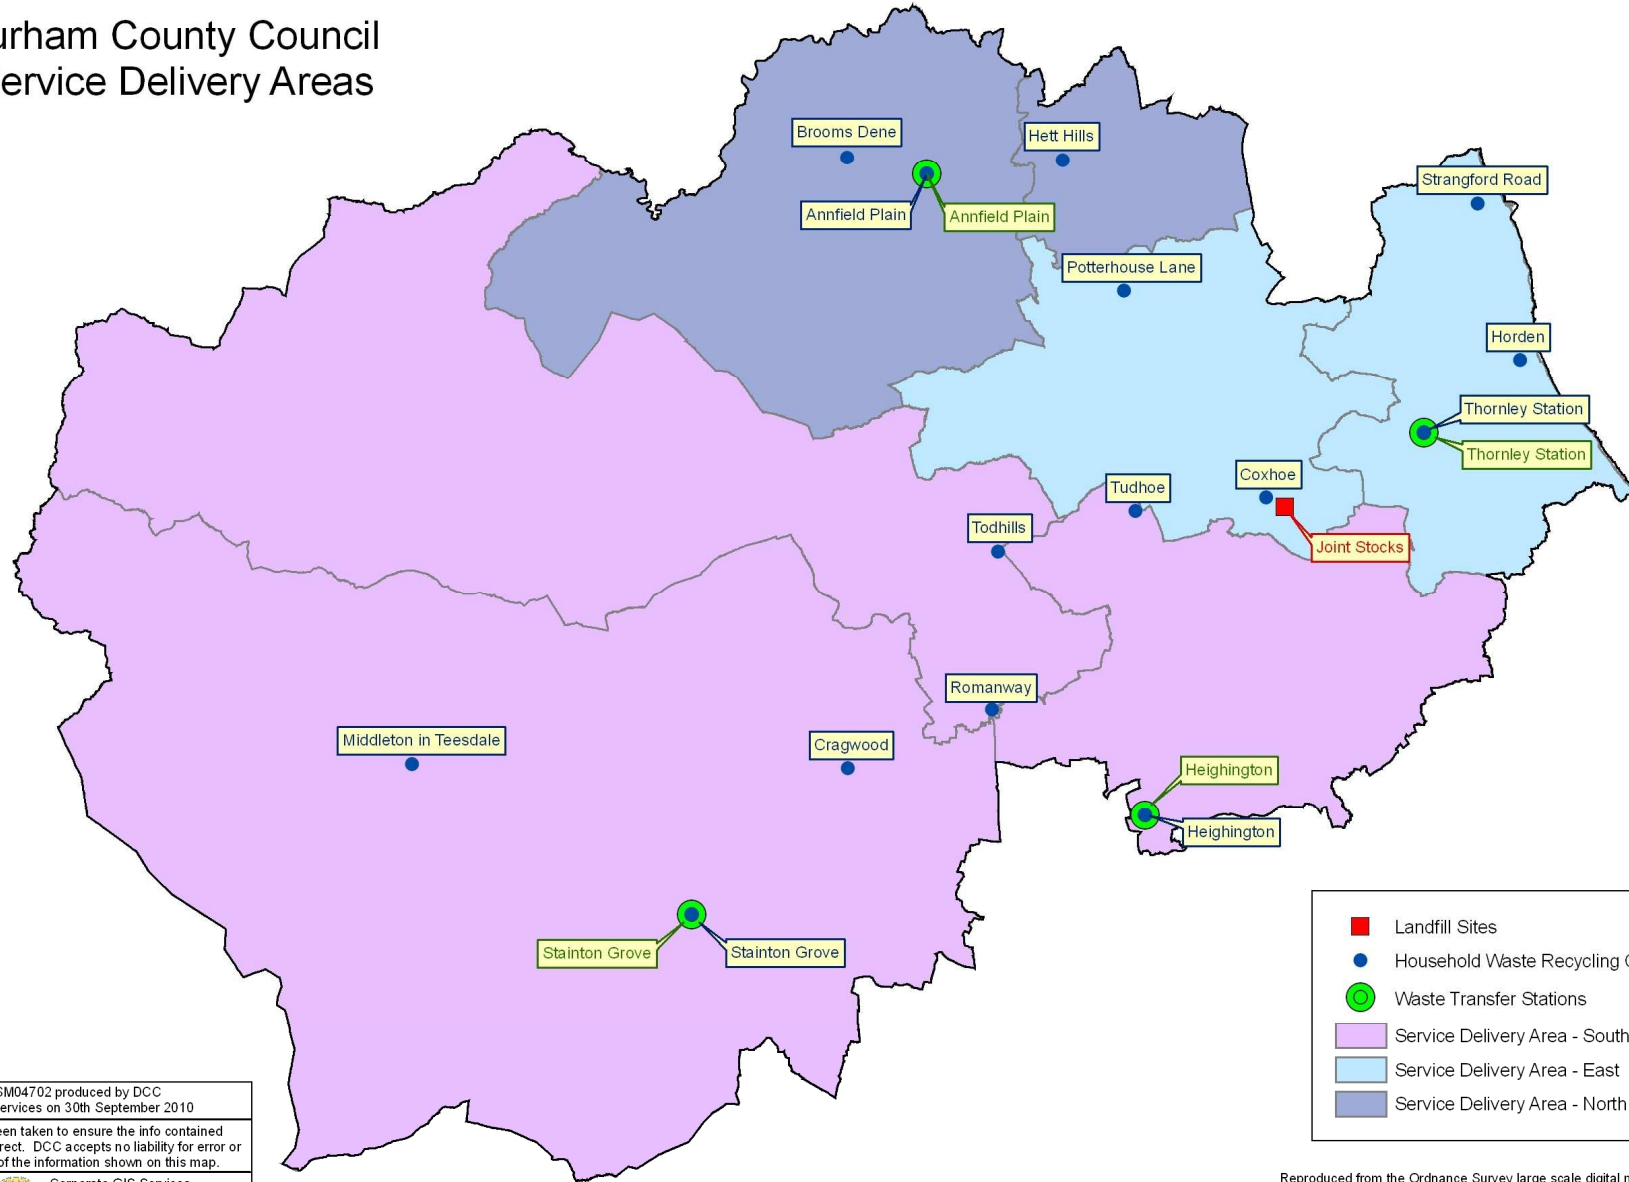 urham County Council
ervice Delivery Areas
Brooms Dene
Hett Hills
Strangford Road
Annfield Plain
Annfield Plain
Potterhouse Lane
Horden
Thornley Station
Thornley Station
Tudhoe
Coxhoe
Todhills
Joint Stocks
Romanway
Middleton in Teesdale
Cragwood
Heighington
Heighington
Stainton Grove
Stainton Grove
Landfill Sites
Household Waste Recycling
Waste Transfer Stations
Service Delivery Area - South
Service Delivery Area - East
Service Delivery Area - North
SM04702 produced by DCC
ervices on 30th September 2010
en taken to ensure the info contained
rect. DCC accepts no liability for error or
of the information shown on this map.
Corporate GIS Services
Reproduced from the Ordnance Survey large scale digital